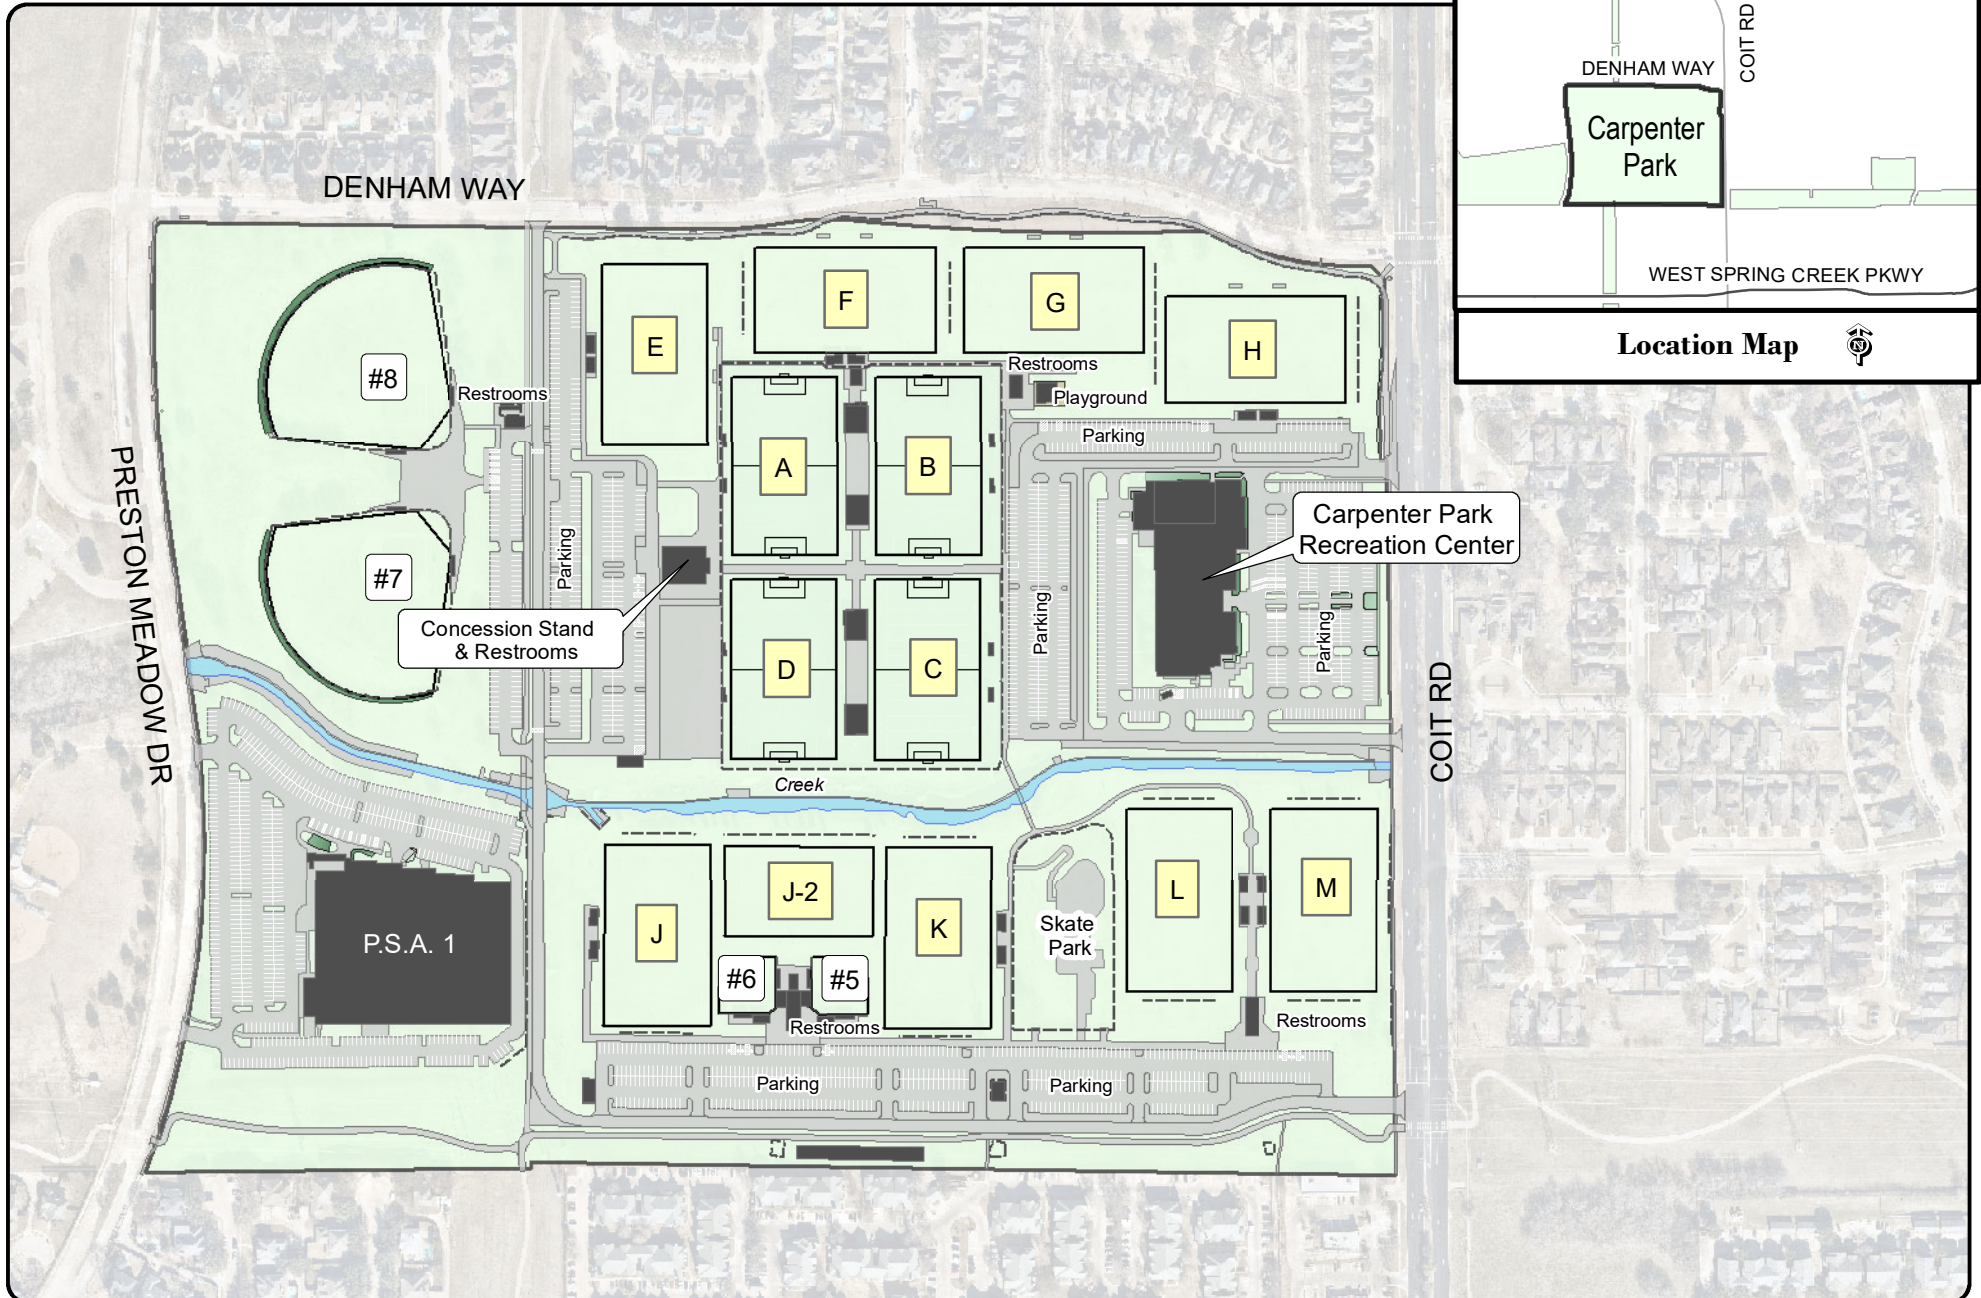 COIT RD
DENHAM WAY
Carpenter
Park
WEST SPRING CREEK PKWY
Location Map
N
DENHAM WAY
F
G
E
H
#8
Restrooms
Restrooms
Playground
Parking
A
B
Carpenter Park
Recreation Center
PRESTON MEADOW DR
#7
Parking
Concession Stand
& Restrooms
Parking
Parking
D
C
COIT RD
Creek
J-2
L
M
J
K
Skate
Park
P.S.A. 1
#6
#5
Restrooms
Restrooms
Parking
Parking